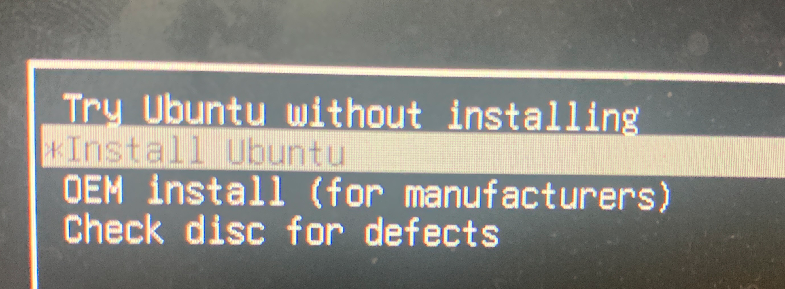 Try Ubuntu without installing
*Install Ubuntu
OEM install (for manufacturers)
Check disc for defects